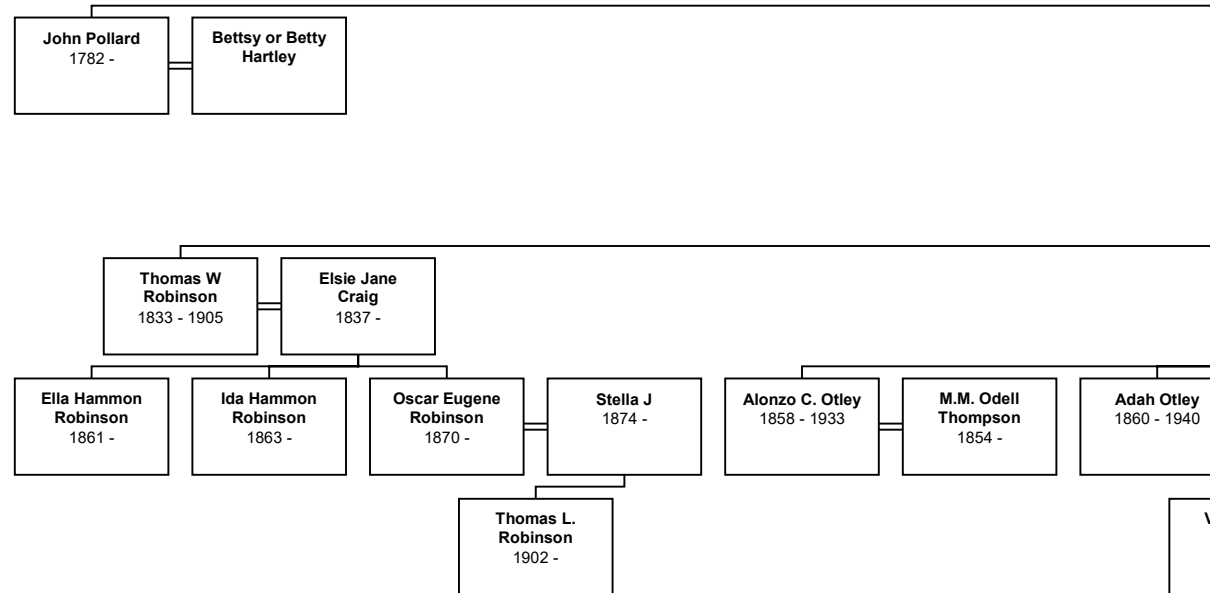 John Pollard
1782 -
Bettsy or Betty
Hartley
Thomas W
Robinson
1833 - 1905
Elsie Jane
Craig
1837 -
Ella Hammon
Robinson
1861 -
Ida Hammon
Robinson
1863 -
Oscar Eugene
Robinson
1870 -
Stella J
1874 -
Alonzo C. Otley
1858 - 1933
M.M. Odell
Thompson
1854 -
Adah Otley
1860 - 1940
Thomas L.
Robinson
1902 -